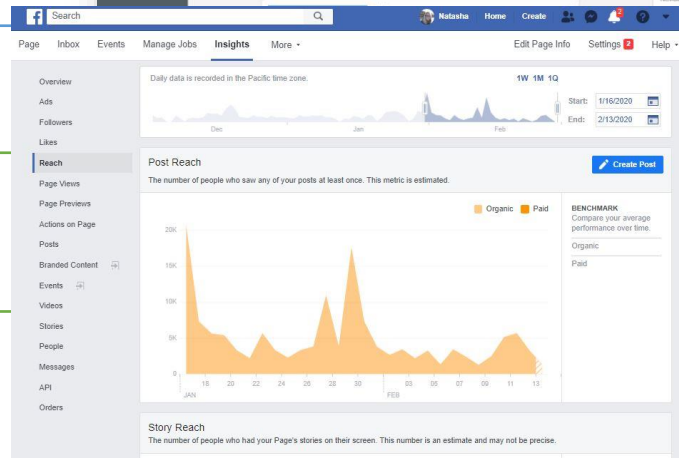 f Search Natasha Home Create 2
Page Inbox Events Manage Jobs Insights More Edit Page Info Settings 2 Help
Overview
Ads
Followers
Likes
Reach
Page Views
Page Previews
Actions on Page
Posts
Branded Content
Events
Videos
Stories
People
Messages
API
Orders
Daily data is recorded in the Pacific time zone. 1W 1M 1Q
Start: 1/16/2020
End: 2/13/2020
Dec Jan Feb
Post Reach Create Post
The number of people who saw any of your posts at least once. This metric is estimated.
Organic Paid
BENCHMARK
Compare your average
performance over time.
Organic
Paid
20K
15K
10K
5K
0
18 20 22 24 26 28 30 03 05 07 09 11 13
JAN FEB
Story Reach
The number of people who had your Page's stories on their screen. This number is an estimate and may not be precise.